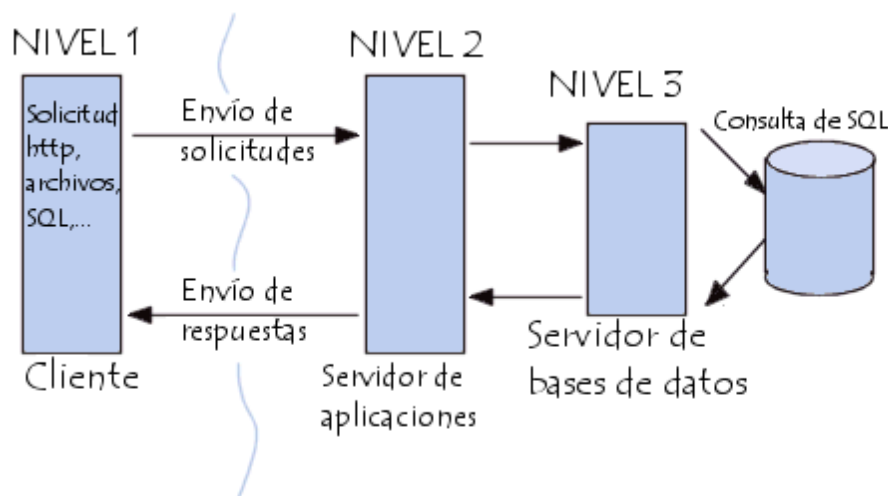 NIVEL 1
NIVEL 2
NIVEL 3
Solicitud
http,
archivos,
SQL,...
Envío de
solicitudes
Consulta de SQL
Envío de
respuestas
Cliente
Servidor de
aplicaciones
Servidor de
bases de datos